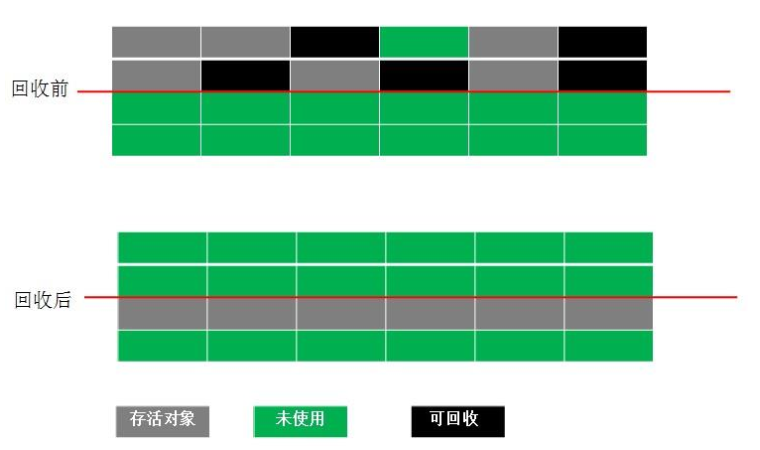 回收前
回收后
存活对象 未使用 可回收